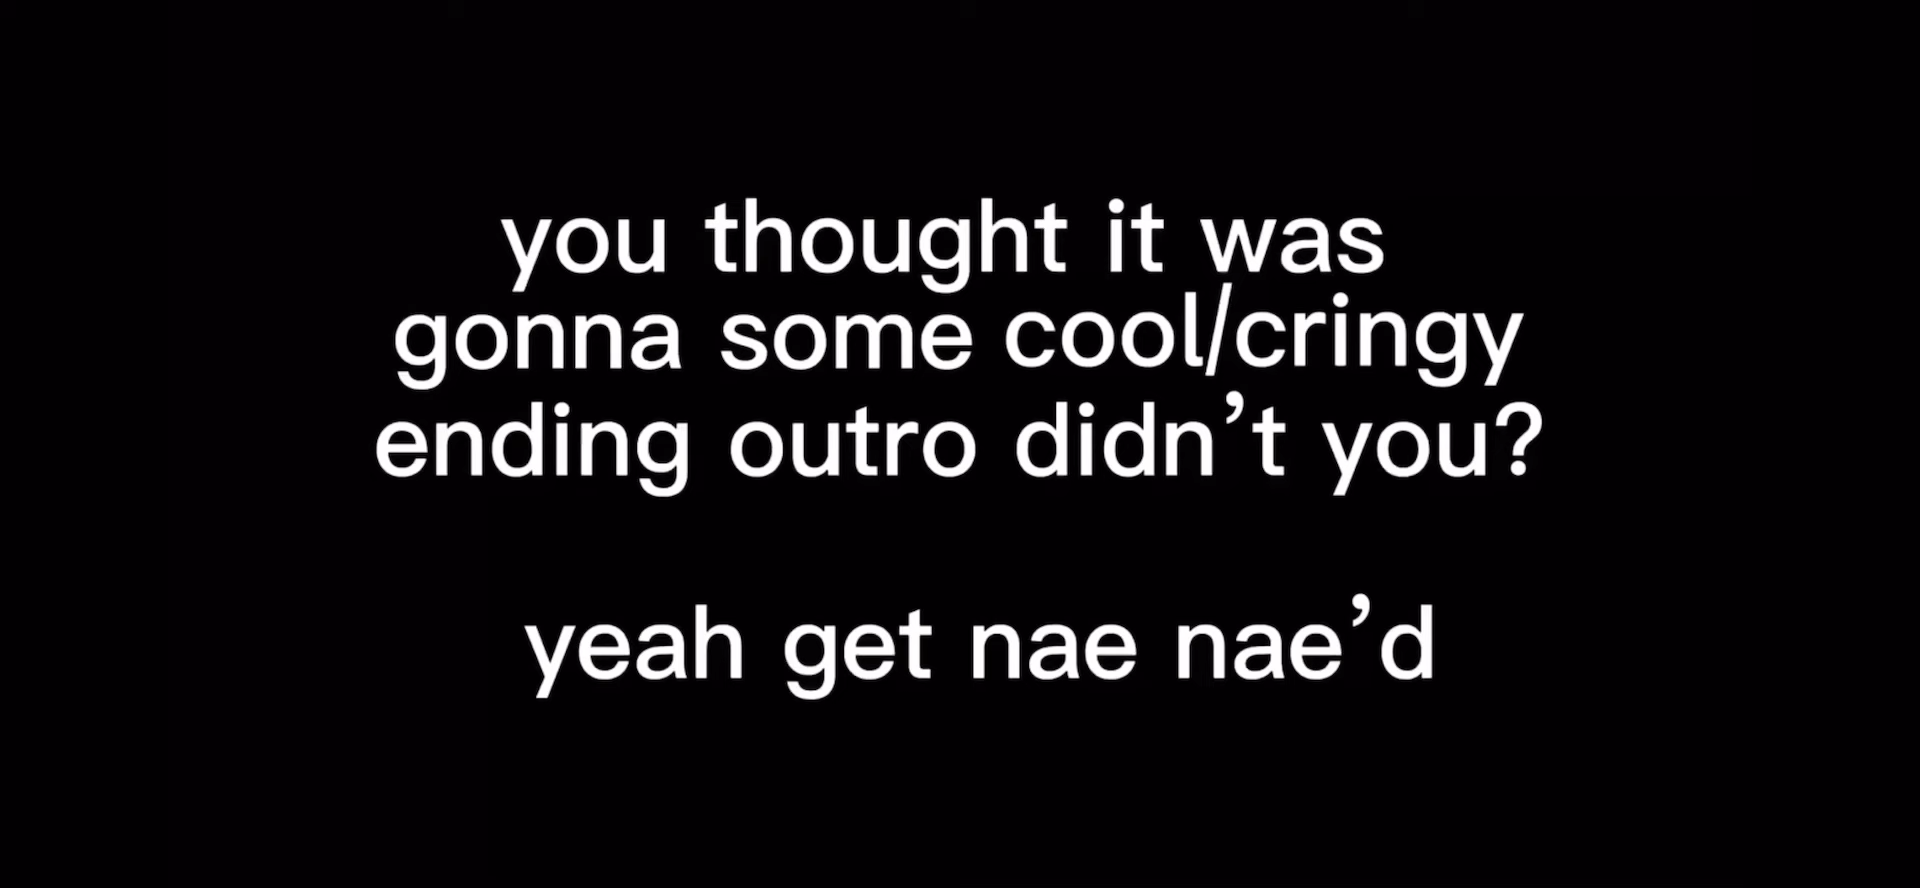 you thought it was
gonna some cool/cringy
ending outro didn’t you?
yeah get nae nae’d